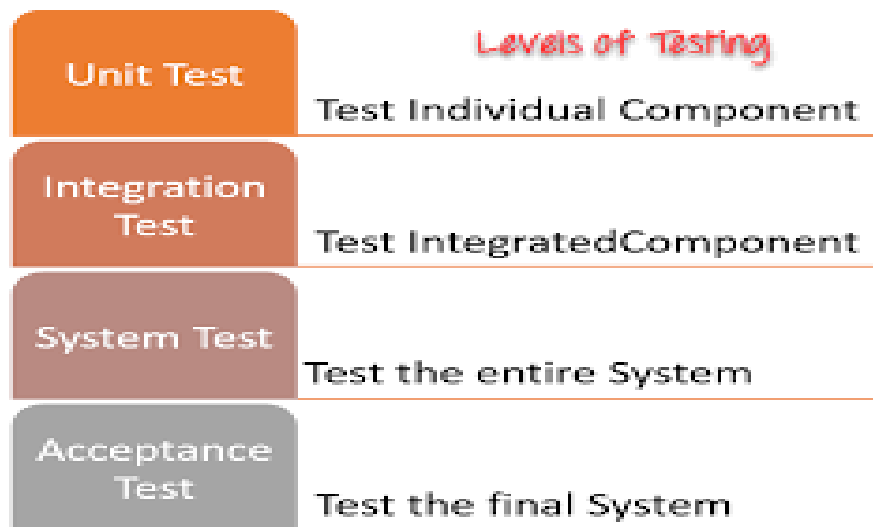 Levels of Testing
Unit Test
Test Individual Component
Integration
Test
Test IntegratedComponent
System Test
Test the entire System
Acceptance
Test
Test the final System